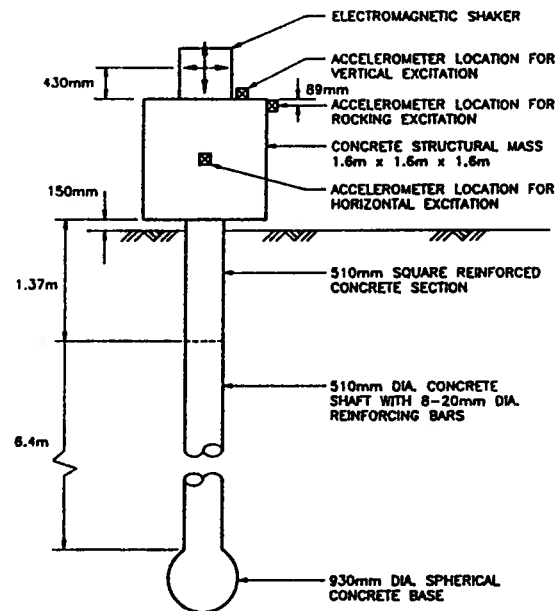 ELECTROMAGNETIC SHAKER
430mm
ACCELEROMETER LOCATION FOR
VERTICAL EXCITATION
89mm
ACCELEROMETER LOCATION FOR
ROCKING EXCITATION
CONCRETE STRUCTURAL MASS
1.6m x 1.6m x 1.6m
150mm
ACCELEROMETER LOCATION FOR
HORIZONTAL EXCITATION
1.37m
510mm SQUARE REINFORCED
CONCRETE SECTION
510mm DIA. CONCRETE
SHAFT WITH 8-20mm DIA.
REINFORCING BARS
6.4m
930mm DIA. SPHERICAL
CONCRETE BASE